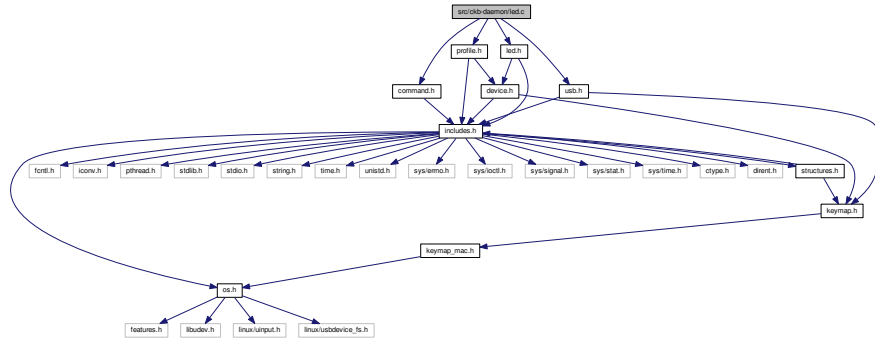 src/ckb-daemon/led.c
profile.h
led.h
command.h
device.h
usb.h
includes.h
fcntl.h
iconv.h
pthread.h
stdlib.h
stdio.h
string.h
time.h
unistd.h
sys/errno.h
sys/ioctl.h
sys/signal.h
sys/stat.h
sys/time.h
ctype.h
dirent.h
structures.h
keymap.h
keymap_mac.h
os.h
features.h
libudev.h
linux/uinput.h
linux/usbdevice_fs.h